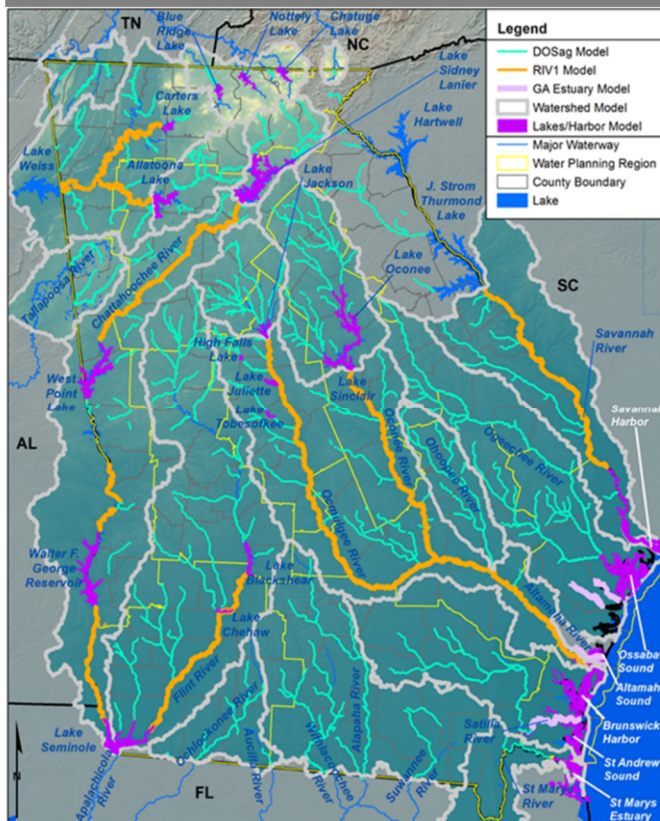 TN
Blue
Ridge
Lake
Nottely
Lake
Chatuge
Lake
NC
Lake
Sidney
Lanier
Legend
DOSag Model
RIV1 Model
GA Estuary Model
Watershed Model
Lakes/Harbor Model
Major Waterway
Water Planning Region
County Boundary
Lake
Carters
Lake
Lake
Hartwell
Lake
Weiss
Allatoona
Lake
Lake
Jackson
J. Strom
Thurmond
Lake
Tallapoosa River
Chattahoochee River
Lake
Oconee
SC
High Falls
Lake
Savannah
River
West
Point
Lake
Lake
Juliette
Lake
Sinclair
Lake
Tobesofkee
Savannah
Harbor
AL
Oconee River
Ohoopee River
Ogeechee River
Ocmulgee River
Walter F.
George
Reservoir
Lake
Blackshear
Lake
Chehaw
Altamaha River
Ossabaw
Sound
Altamaha
Sound
Flint River
Lake
Seminole
Ochlockonee River
Apalachicola
River
Aucilla River
Withlacoochee
River
Alapaha River
Suwannee
River
Satilla
River
Brunswick
Harbor
St Andrew
Sound
St Marys
River
St Marys
Estuary
FL
N